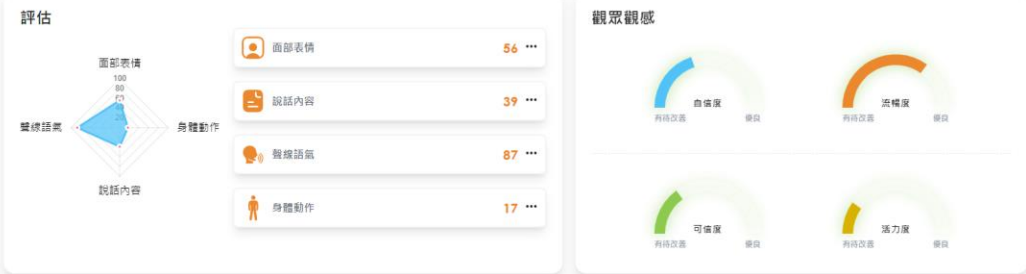 評估
面部表情
100
80
60
40
20
聲線語氣
身體動作
說話內容
面部表情 56 •••
說話內容 39 •••
聲線語氣 87 •••
身體動作 17 •••
觀眾觀感
自信度
有待改善 優良
流暢度
有待改善 優良
可信度
有待改善 優良
活力度
有待改善 優良